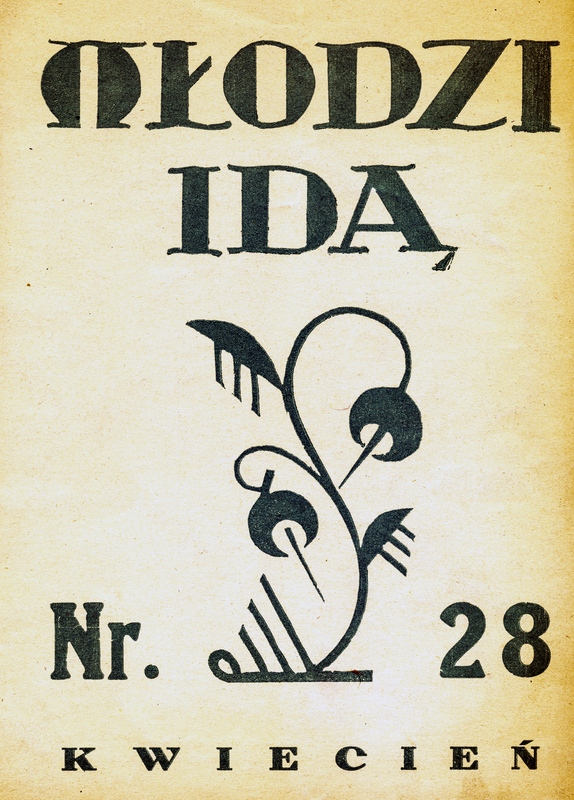 MŁODZI
IDĄ
Nr. 28
KWIECIEŃ